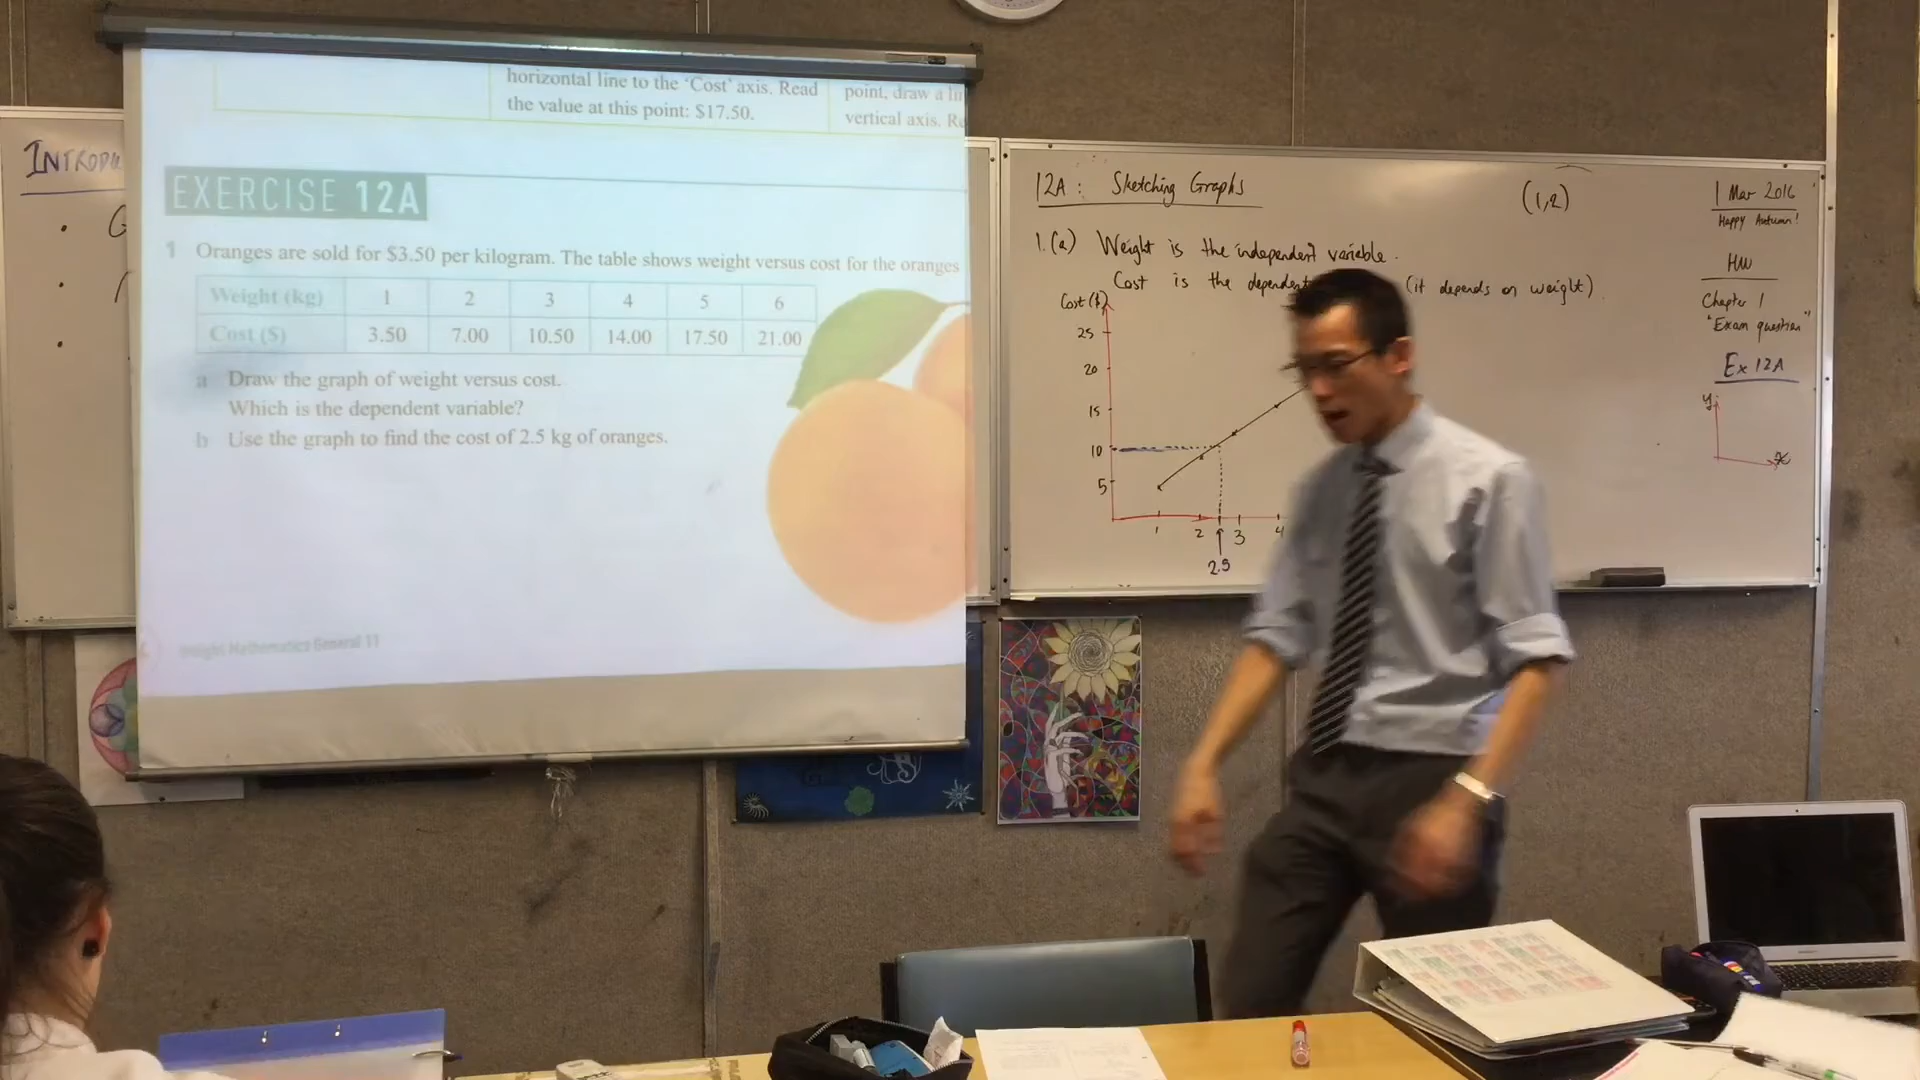 horizontal line to the 'Cost' axis. Read
the value at this point: $17.50.
point, draw a
vertical axis.
EXERCISE 12A
1 Oranges are sold for $3.50 per kilogram. The table shows weight versus cost for the oranges
Weight (kg) 1 2 3 4 5 6
Cost ($) 3.50 7.00 10.50 14.00 17.50 21.00
a Draw the graph of weight versus cost.
Which is the dependent variable?
b Use the graph to find the cost of 2.5 kg of oranges.
Insight Mathematics General 11
12A: Sketching Graphs
(1,2)
1 Mar 2016
Happy Autumn!
1.(a) Weight is the independent variable.
Cost is the dependent (it depends on weight).
Cost ($)
25
20
15
10
5
1 2 3 4
2.5
HW
Chapter 1
"Exam question"
Ex 12A
y
x